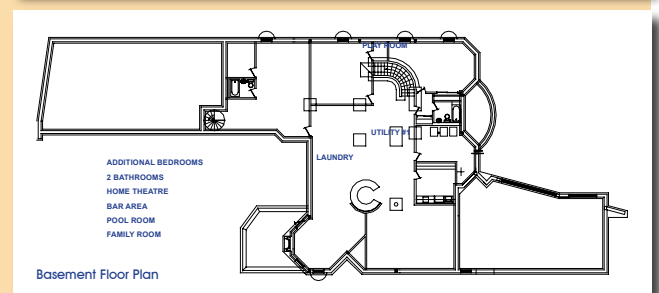 PLAY ROOM
UTILITY #1
LAUNDRY
ADDITIONAL BEDROOMS
2 BATHROOMS
HOME THEATRE
BAR AREA
POOL ROOM
FAMILY ROOM
Basement Floor Plan